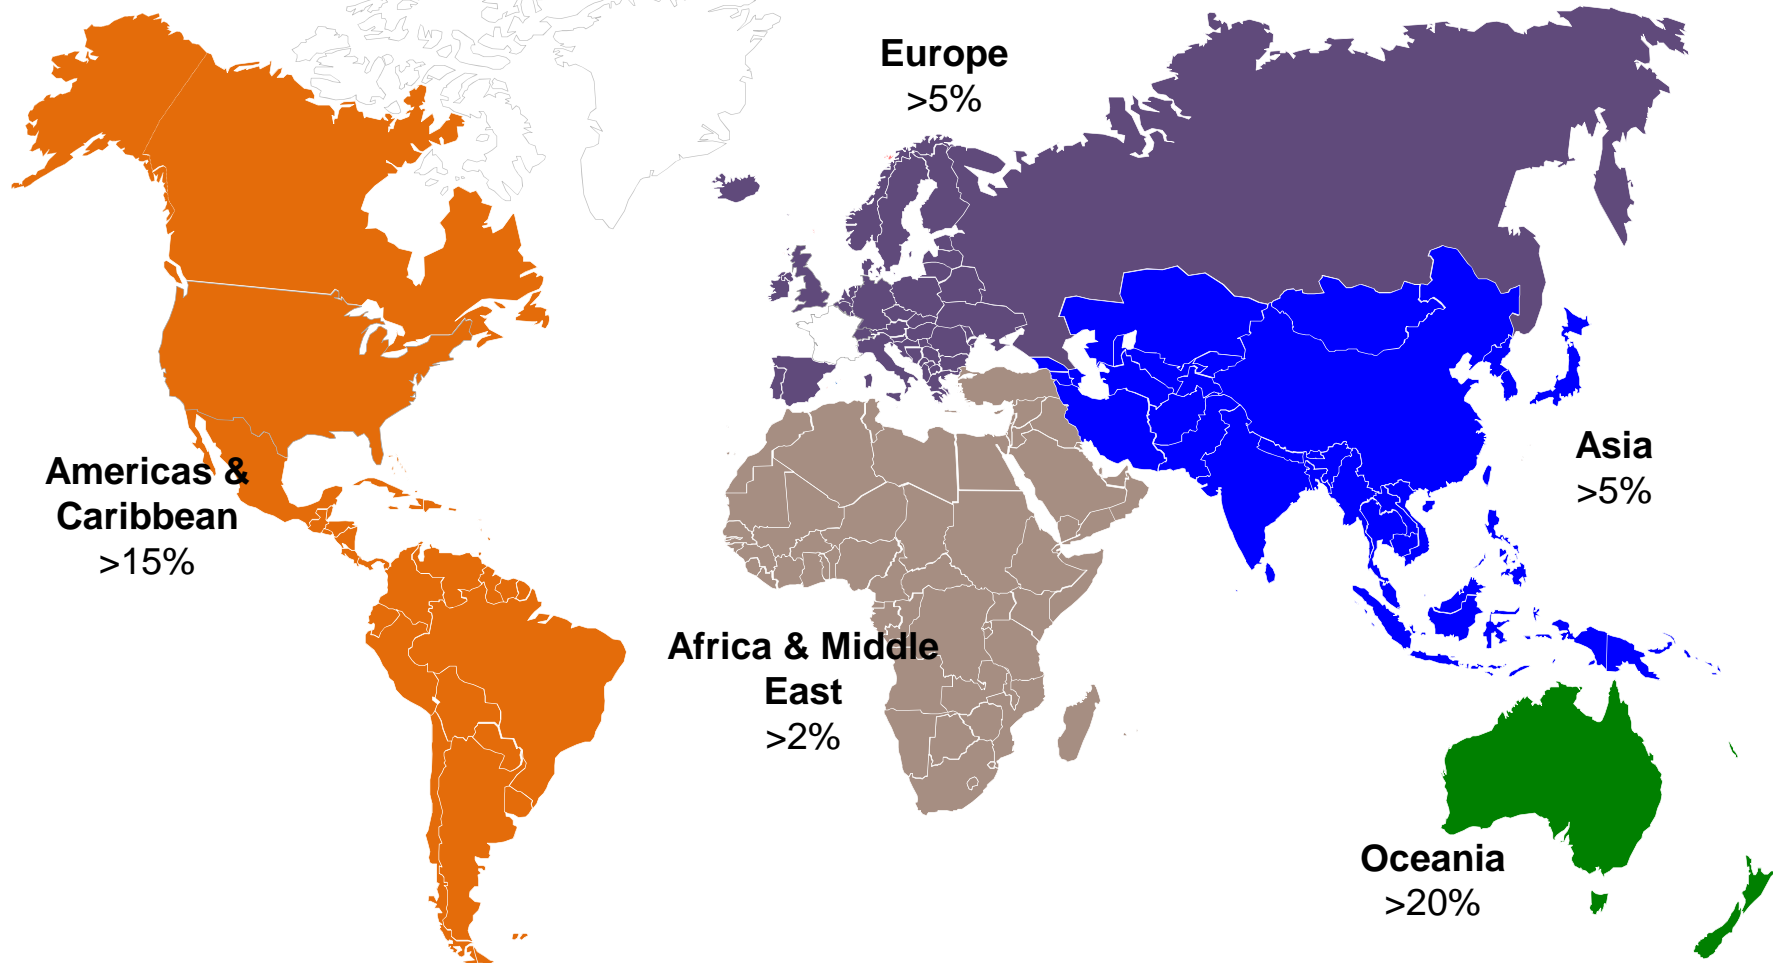 Europe
>5%
Americas &
Caribbean
>15%
Asia
>5%
Africa & Middle
East
>2%
Oceania
>20%